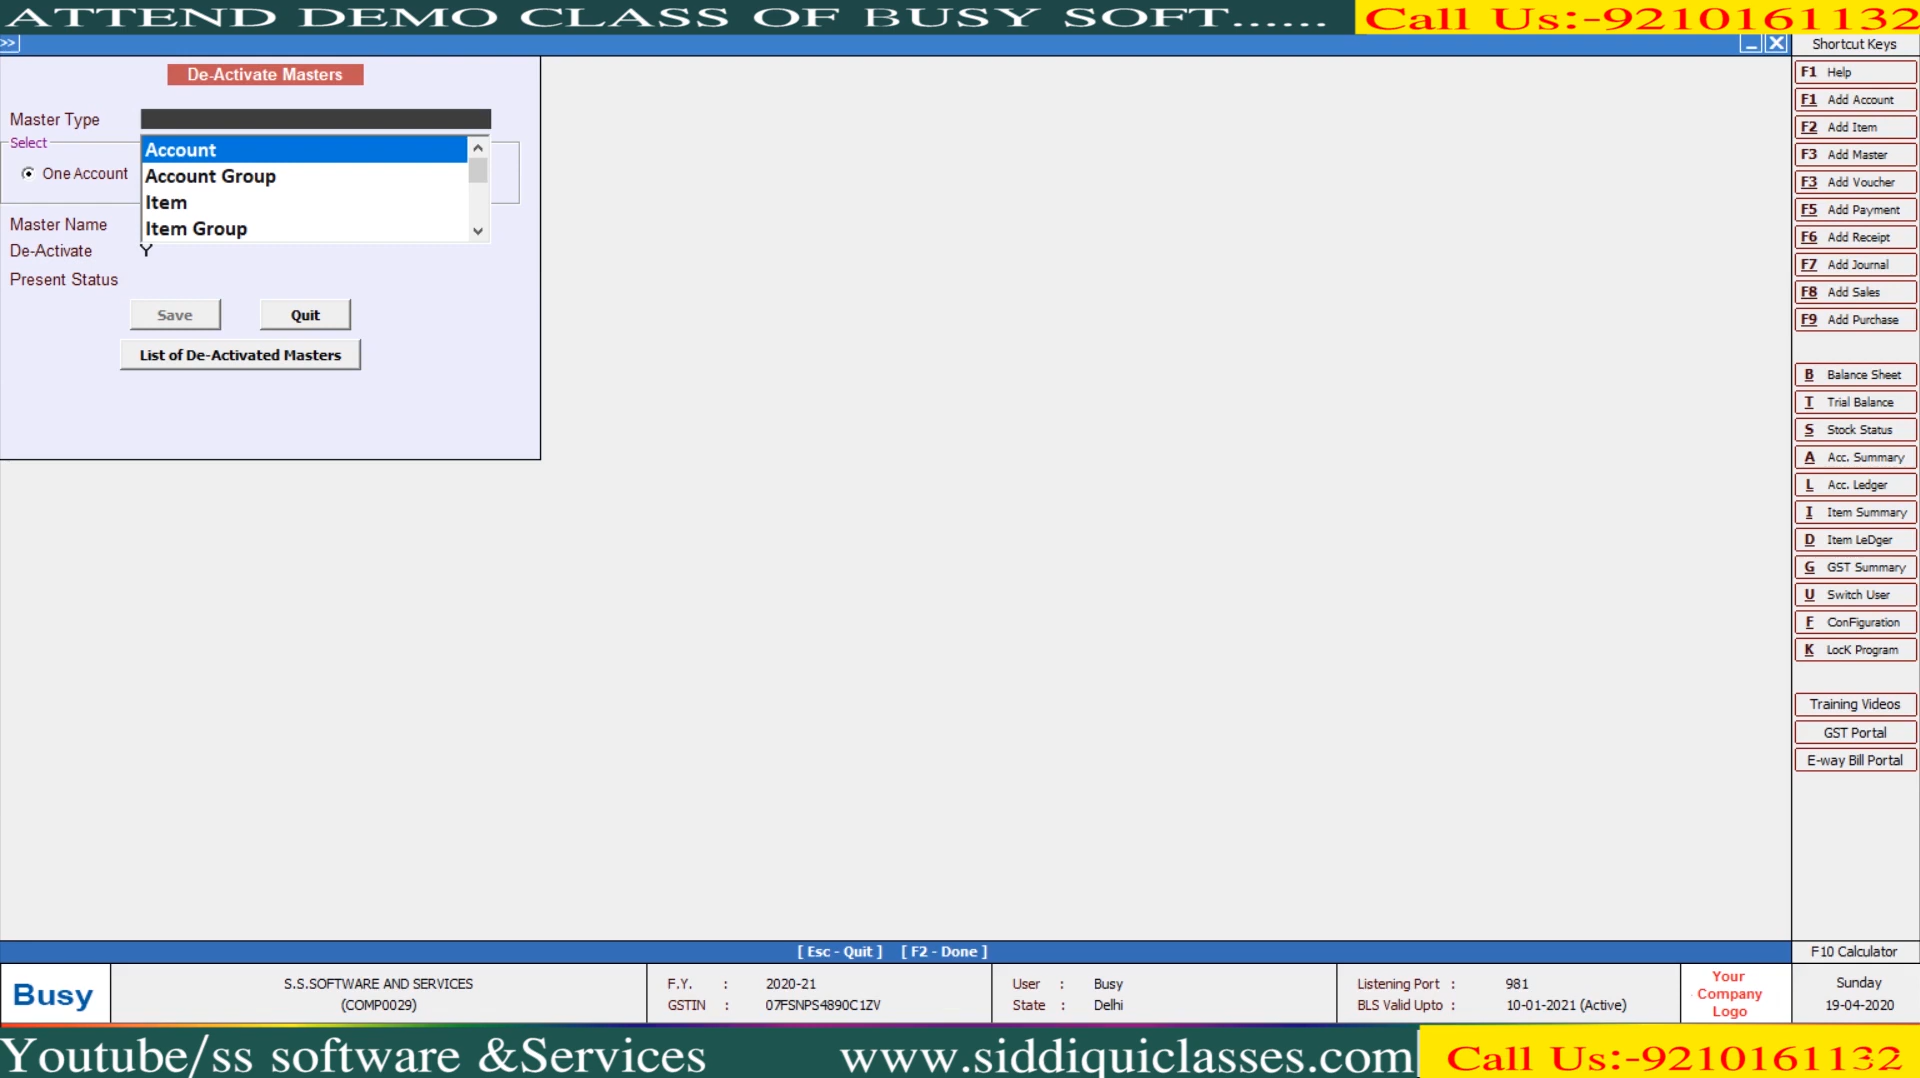 ATTEND DEMO CLASS OF BUSY SOFT...... Call Us:-9210161132
>>
De-Activate Masters
Master Type
Select
One Account
Account
Account Group
Item
Item Group
Master Name
De-Activate Y
Present Status
Save Quit
List of De-Activated Masters
Shortcut Keys
F1 Help
F1 Add Account
F2 Add Item
F3 Add Master
F3 Add Voucher
F5 Add Payment
F6 Add Receipt
F7 Add Journal
F8 Add Sales
F9 Add Purchase
B Balance Sheet
T Trial Balance
S Stock Status
A Acc. Summary
L Acc. Ledger
I Item Summary
D Item LeDger
G GST Summary
U Switch User
F ConFiguration
K LocK Program
Training Videos
GST Portal
E-way Bill Portal
[ Esc - Quit ] [ F2 - Done ]
F10 Calculator
Busy
S.S.SOFTWARE AND SERVICES
(COMP0029)
F.Y. : 2020-21
GSTIN : 07FSNPS4890C1ZV
User : Busy
State : Delhi
Listening Port : 981
BLS Valid Upto : 10-01-2021 (Active)
Your
Company
Logo
Sunday
19-04-2020
Youtube/ss software &Services www.siddiquiclasses.com Call Us:-9210161132